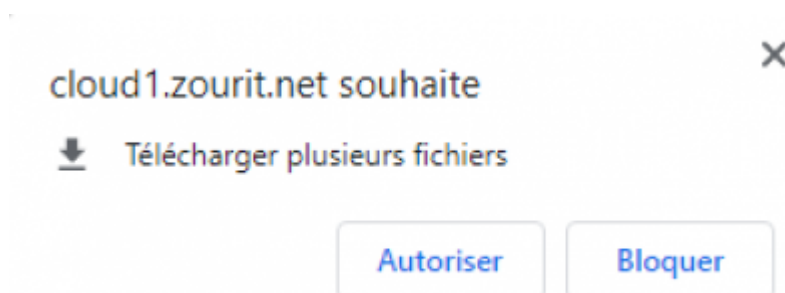 cloud1.zourit.net souhaite
Télécharger plusieurs fichiers
Autoriser Bloquer